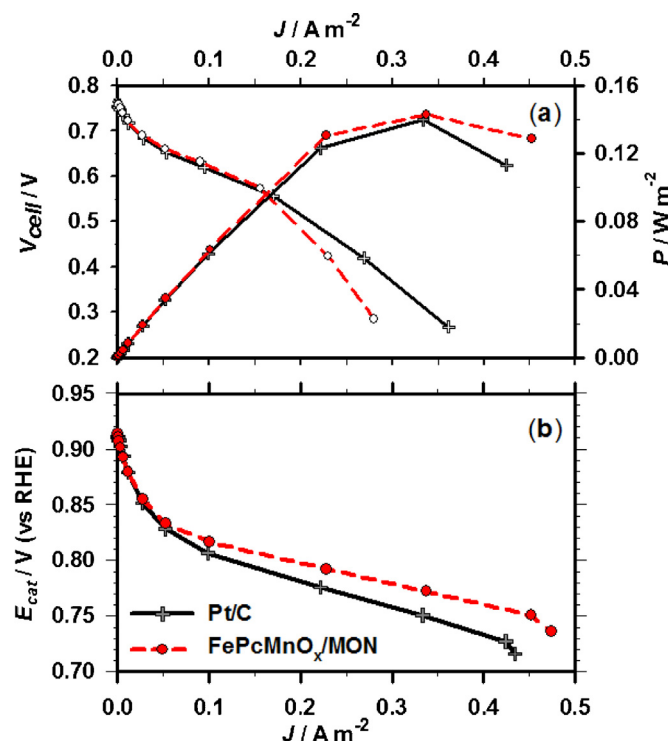 J / A m-2
0.0 0.1 0.2 0.3 0.4 0.5
0.8 (a) 0.16
0.7
0.12
0.6
Vcell / V
0.5 0.08
P / W m-2
0.4
0.04
0.3
0.2 0.00
0.95
(b)
0.90
0.85
Ecat / V (vs RHE)
0.80
0.75 Pt/C
FePcMnOx/MON
0.70
0.0 0.1 0.2 0.3 0.4 0.5
J / A m-2